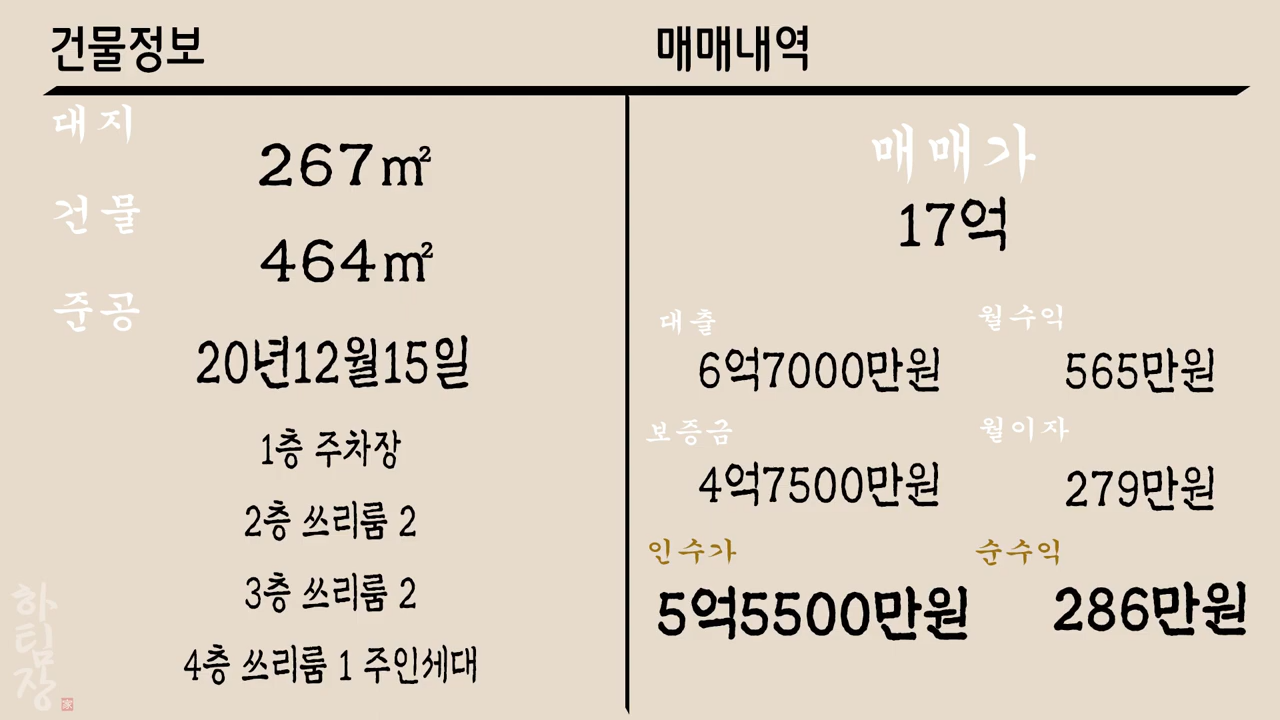 건물정보
대지
267㎡
건물
464㎡
준공
20년12월15일
1층 주차장
2층 쓰리룸 2
3층 쓰리룸 2
4층 쓰리룸 1 주인세대
하팀장
매매내역
매매가
17억
대출
6억7000만원
월수익
565만원
보증금
4억7500만원
월이자
279만원
인수가
5억5500만원
순수익
286만원